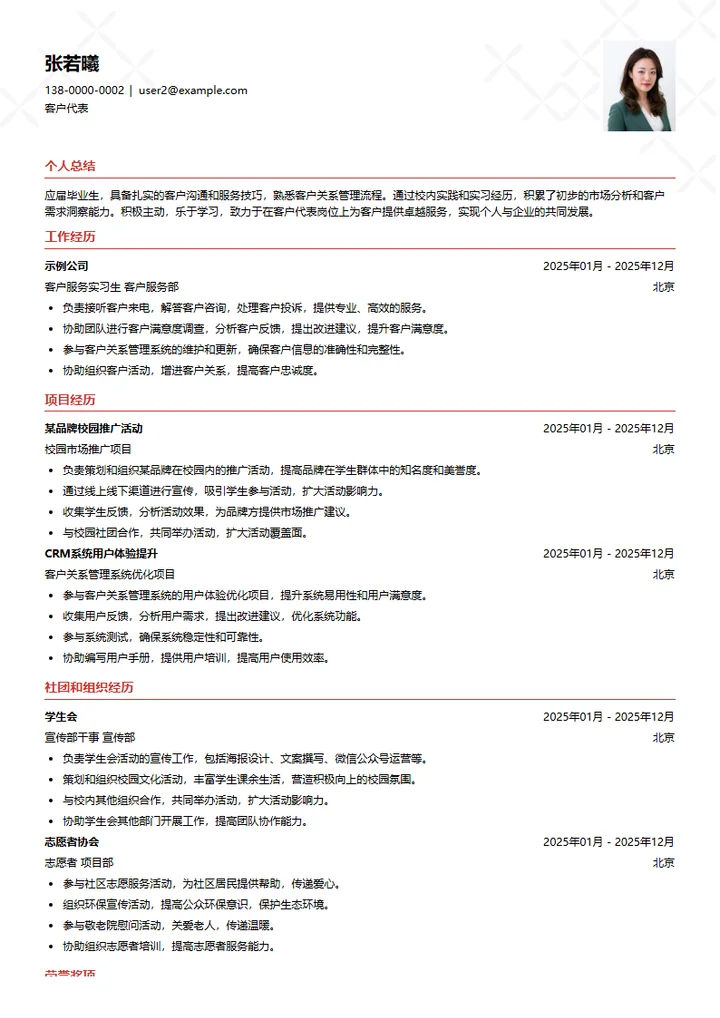 张若曦
138-0000-0002 | user2@example.com
客户代表
个人总结
应届毕业生，具备扎实的客户沟通和服务技巧，熟悉客户关系管理流程。通过校内实践和实习经历，积累了初步的市场分析和客户
需求洞察能力。积极主动，乐于学习，致力于在客户代表岗位上为客户提供卓越服务，实现个人与企业的共同发展。
工作经历
示例公司 2025年01月 - 2025年12月
客户服务实习生 客户服务部 北京
• 负责接听客户来电，解答客户咨询，处理客户投诉，提供专业、高效的服务。
• 协助团队进行客户满意度调查，分析客户反馈，提出改进建议，提升客户满意度。
• 参与客户关系管理系统的维护和更新，确保客户信息的准确性和完整性。
• 协助组织客户活动，增进客户关系，提高客户忠诚度。
项目经历
某品牌校园推广活动 2025年01月 - 2025年12月
校园市场推广项目 北京
• 负责策划和组织某品牌在校园内的推广活动，提高品牌在学生群体中的知名度和美誉度。
• 通过线上线下渠道进行宣传，吸引学生参与活动，扩大活动影响力。
• 收集学生反馈，分析活动效果，为品牌方提供市场推广建议。
• 与校园社团合作，共同举办活动，扩大活动覆盖面。
CRM系统用户体验提升 2025年01月 - 2025年12月
客户关系管理系统优化项目 北京
• 参与客户关系管理系统的用户体验优化项目，提升系统易用性和用户满意度。
• 收集用户反馈，分析用户需求，提出改进建议，优化系统功能。
• 参与系统测试，确保系统稳定性和可靠性。
• 协助编写用户手册，提供用户培训，提高用户使用效率。
社团和组织经历
学生会 2025年01月 - 2025年12月
宣传部干事 宣传部 北京
• 负责学生会活动的宣传工作，包括海报设计、文案撰写、微信公众号运营等。
• 策划和组织校园文化活动，丰富学生课余生活，营造积极向上的校园氛围。
• 与校内其他组织合作，共同举办活动，扩大活动影响力。
• 协助学生会其他部门开展工作，提高团队协作能力。
志愿者协会 2025年01月 - 2025年12月
志愿者 项目部 北京
• 参与社区志愿服务活动，为社区居民提供帮助，传递爱心。
• 组织环保宣传活动，提高公众环保意识，保护生态环境。
• 参与敬老院慰问活动，关爱老人，传递温暖。
• 协助组织志愿者培训，提高志愿者服务能力。
荣誉奖项